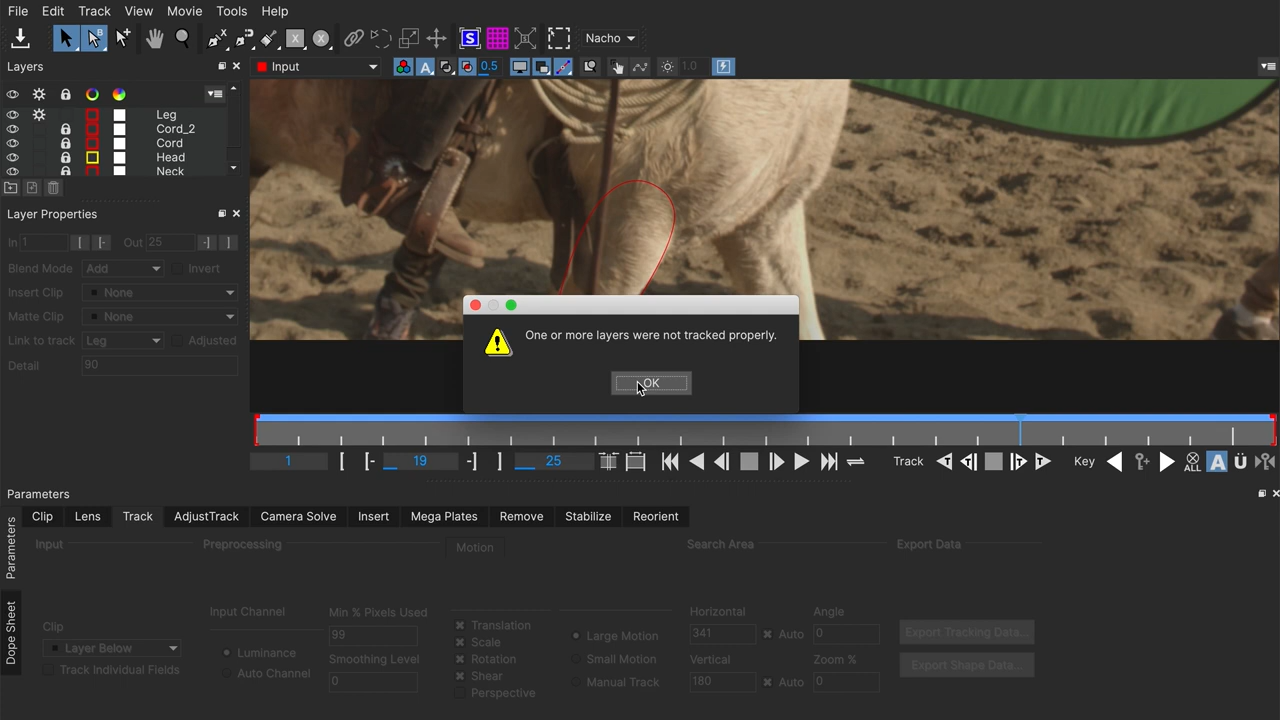 File Edit Track View Movie Tools Help
Nacho
Layers
Input
A
0.5
1.0
Leg
Cord_2
Cord
Head
Neck
Layer Properties
In 1 Out 25
Blend Mode Add Invert
Insert Clip None
Matte Clip None
Link to track Leg Adjusted
Detail 90
One or more layers were not tracked properly.
OK
1 19 25 Track Key ALL A
Parameters
Parameters
Dope Sheet
Clip Lens Track AdjustTrack Camera Solve Insert Mega Plates Remove Stabilize Reorient
Input Preprocessing Motion Search Area Export Data
Input Channel Min % Pixels Used Horizontal Angle
Clip 99 Translation Large Motion 341 Auto 0 Export Tracking Data...
Layer Below Luminance Scale
Track Individual Fields Auto Channel Smoothing Level Rotation Small Motion Vertical Zoom % Export Shape Data...
0 Shear Manual Track 180 Auto 0
Perspective